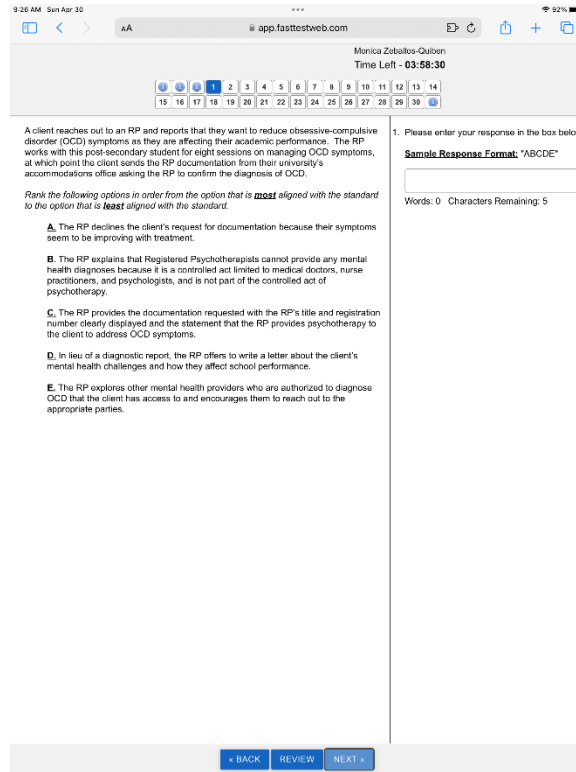 9:26 AM Sun Apr 30
92%
AA
app.fasttestweb.com
Monica Zeballos-Quiben
Time Left - 03:58:30
1 2 3 4 5 6 7 8 9 10 11 12 13 14
15 16 17 18 19 20 21 22 23 24 25 26 27 28 29 30
A client reaches out to an RP and reports that they want to reduce obsessive-compulsive
disorder (OCD) symptoms as they are affecting their academic performance. The RP
works with this post-secondary student for eight sessions on managing OCD symptoms,
at which point the client sends the RP documentation from their university's
accommodations office asking the RP to confirm the diagnosis of OCD.
Rank the following options in order from the option that is most aligned with the standard
to the option that is least aligned with the standard.
A. The RP declines the client's request for documentation because their symptoms
seem to be improving with treatment.
B. The RP explains that Registered Psychotherapists cannot provide any mental
health diagnoses because it is a controlled act limited to medical doctors, nurse
practitioners, and psychologists, and is not part of the controlled act of
psychotherapy.
C. The RP provides the documentation requested with the RP's title and registration
number clearly displayed and the statement that the RP provides psychotherapy to
the client to address OCD symptoms.
D. In lieu of a diagnostic report, the RP offers to write a letter about the client's
mental health challenges and how they affect school performance.
E. The RP explores other mental health providers who are authorized to diagnose
OCD that the client has access to and encourages them to reach out to the
appropriate parties.
1. Please enter your response in the box belo
Sample Response Format: "ABCDE"
Words: 0 Characters Remaining: 5
« BACK
REVIEW
NEXT »